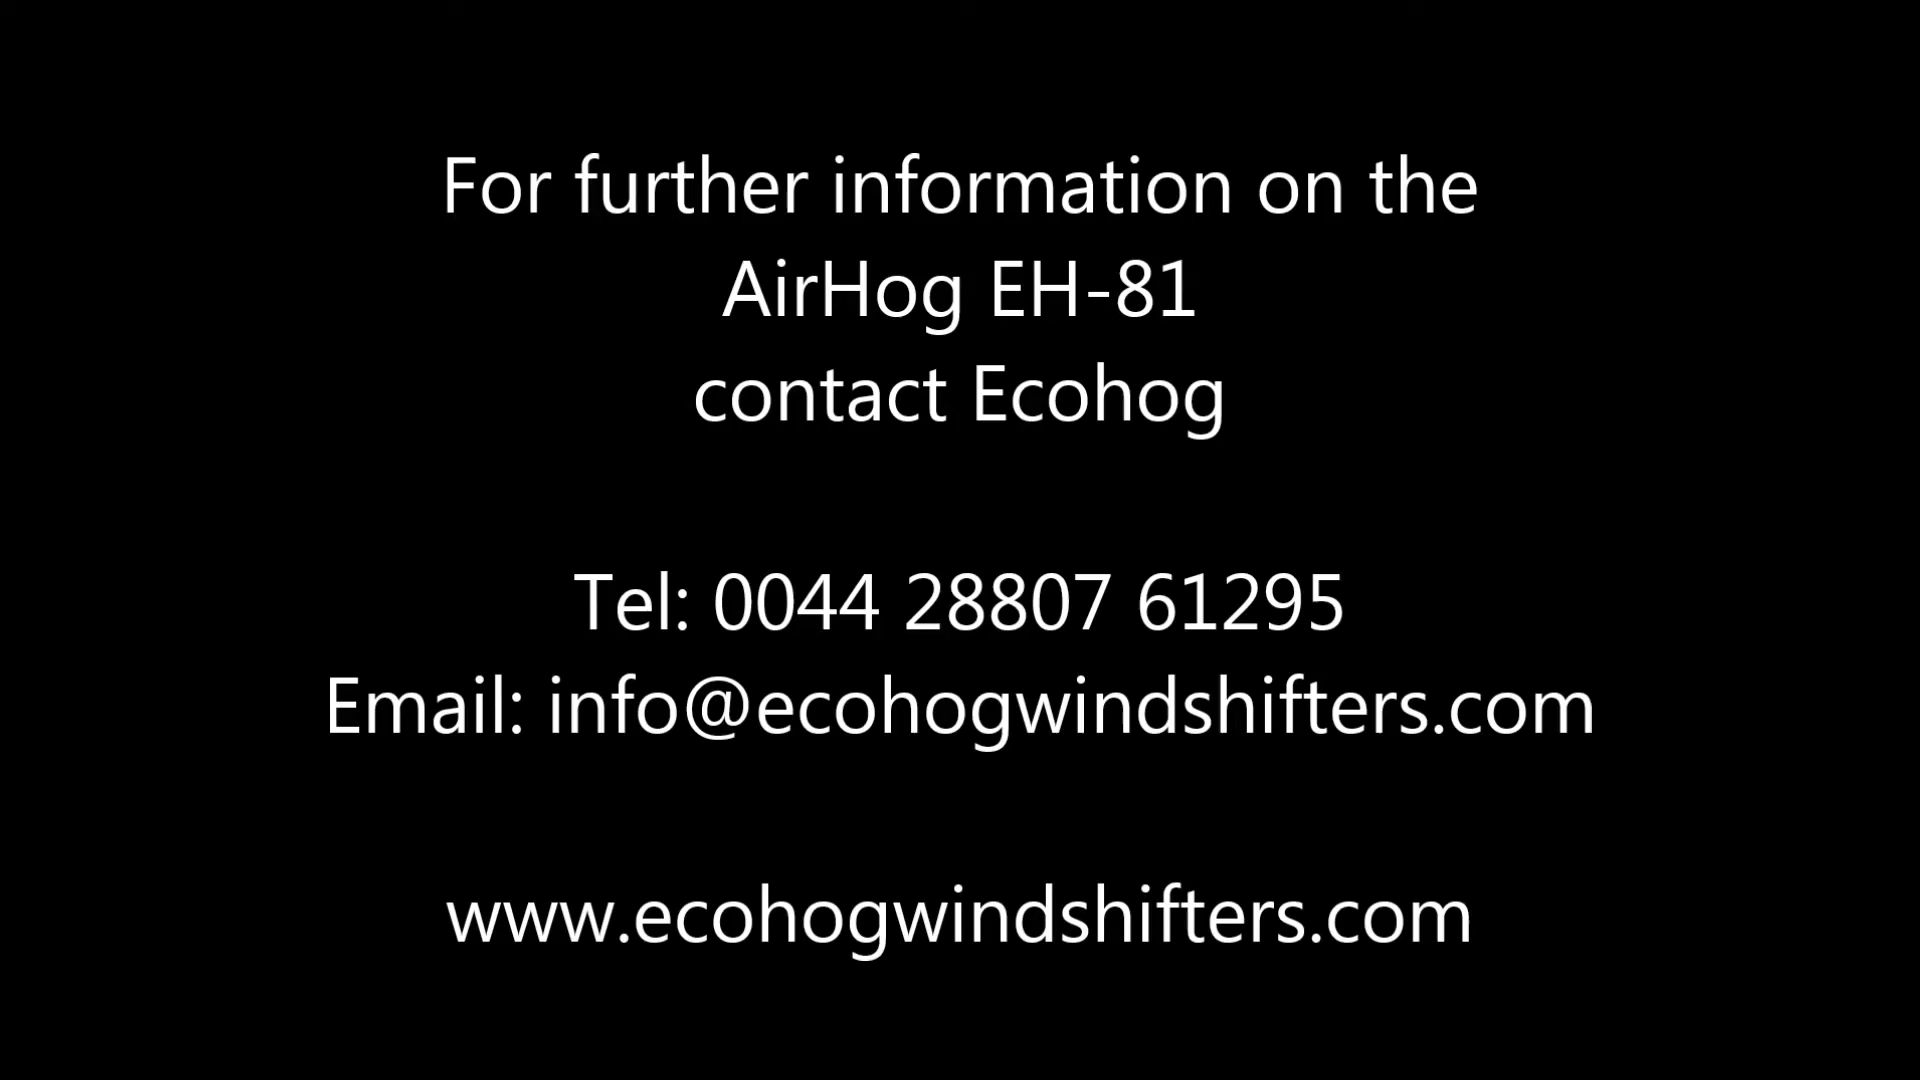 For further information on the
AirHog EH-81
contact Ecohog
Tel: 0044 28807 61295
Email: info@ecohogwindshifters.com
www.ecohogwindshifters.com